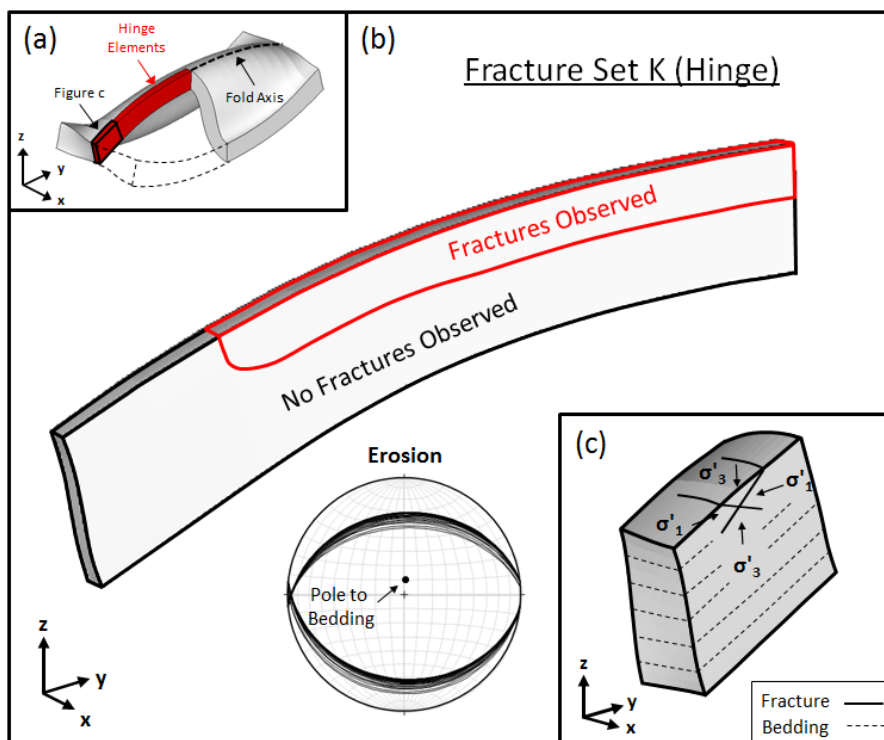 (a)
Hinge
Elements
Figure c
Fold Axis
z
y
x
(b)
Fracture Set K (Hinge)
Fractures Observed
No Fractures Observed
Erosion
Pole to
Bedding
z
y
x
(c)
σ'3
σ'1
σ'1
σ'3
z
y
x
Fracture
Bedding